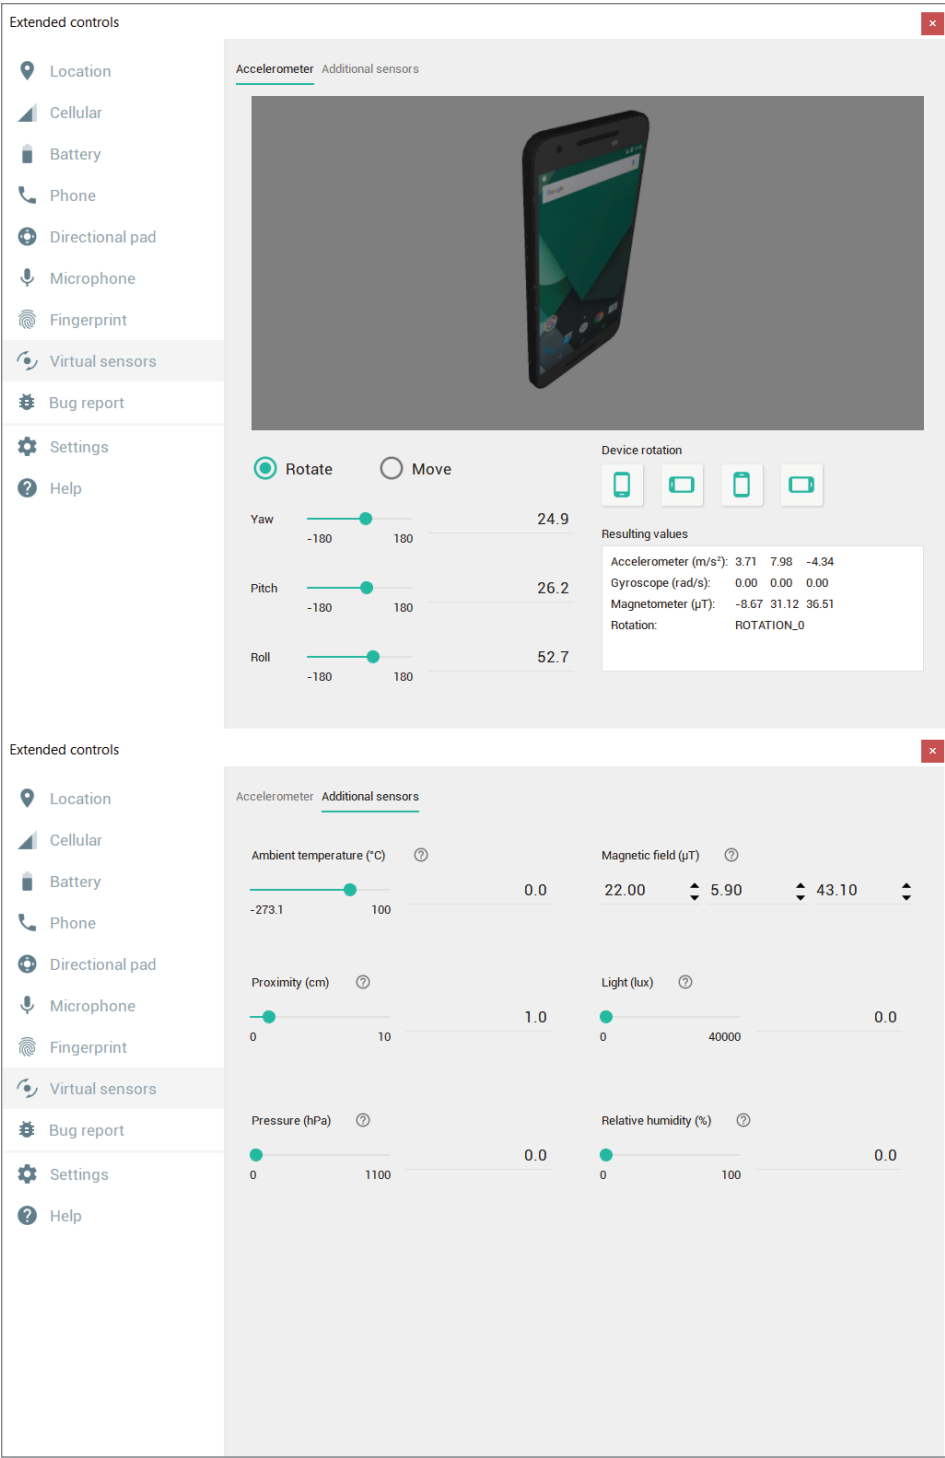 Extended controls
Location
Cellular
Battery
Phone
Directional pad
Microphone
Fingerprint
Virtual sensors
Bug report
Settings
Help
Accelerometer Additional sensors
Google
Rotate Move
Yaw 24.9
-180 180
Pitch 26.2
-180 180
Roll 52.7
-180 180
Device rotation
Resulting values
Accelerometer (m/s²): 3.71 7.98 -4.34
Gyroscope (rad/s): 0.00 0.00 0.00
Magnetometer (μT): -8.67 31.12 36.51
Rotation: ROTATION_0
Extended controls
Location
Cellular
Battery
Phone
Directional pad
Microphone
Fingerprint
Virtual sensors
Bug report
Settings
Help
Accelerometer Additional sensors
Ambient temperature (°C)
0.0
-273.1 100
Magnetic field (μT)
22.00 5.90 43.10
Proximity (cm)
1.0
0 10
Light (lux)
0.0
0 40000
Pressure (hPa)
0.0
0 1100
Relative humidity (%)
0.0
0 100